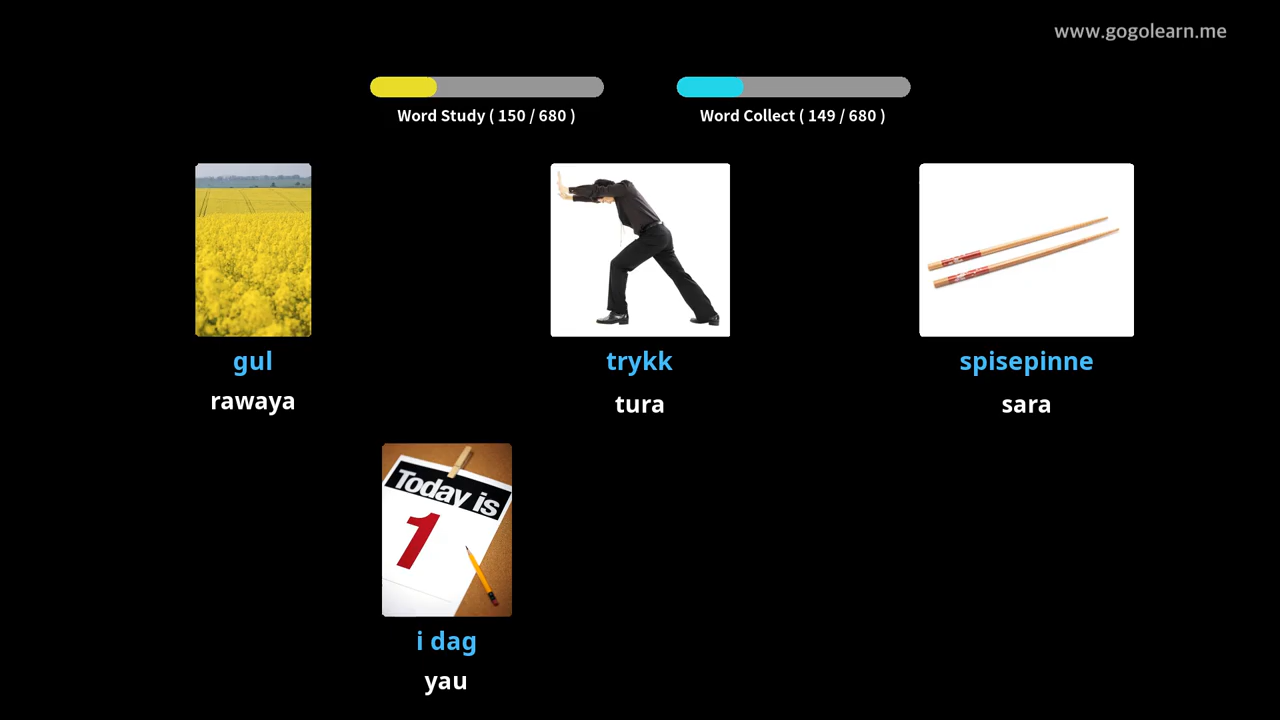 www.gogolearn.me
Word Study ( 150 / 680 )
Word Collect ( 149 / 680 )
gul
rawaya
trykk
tura
spisepinne
sara
Today is
1
i dag
yau